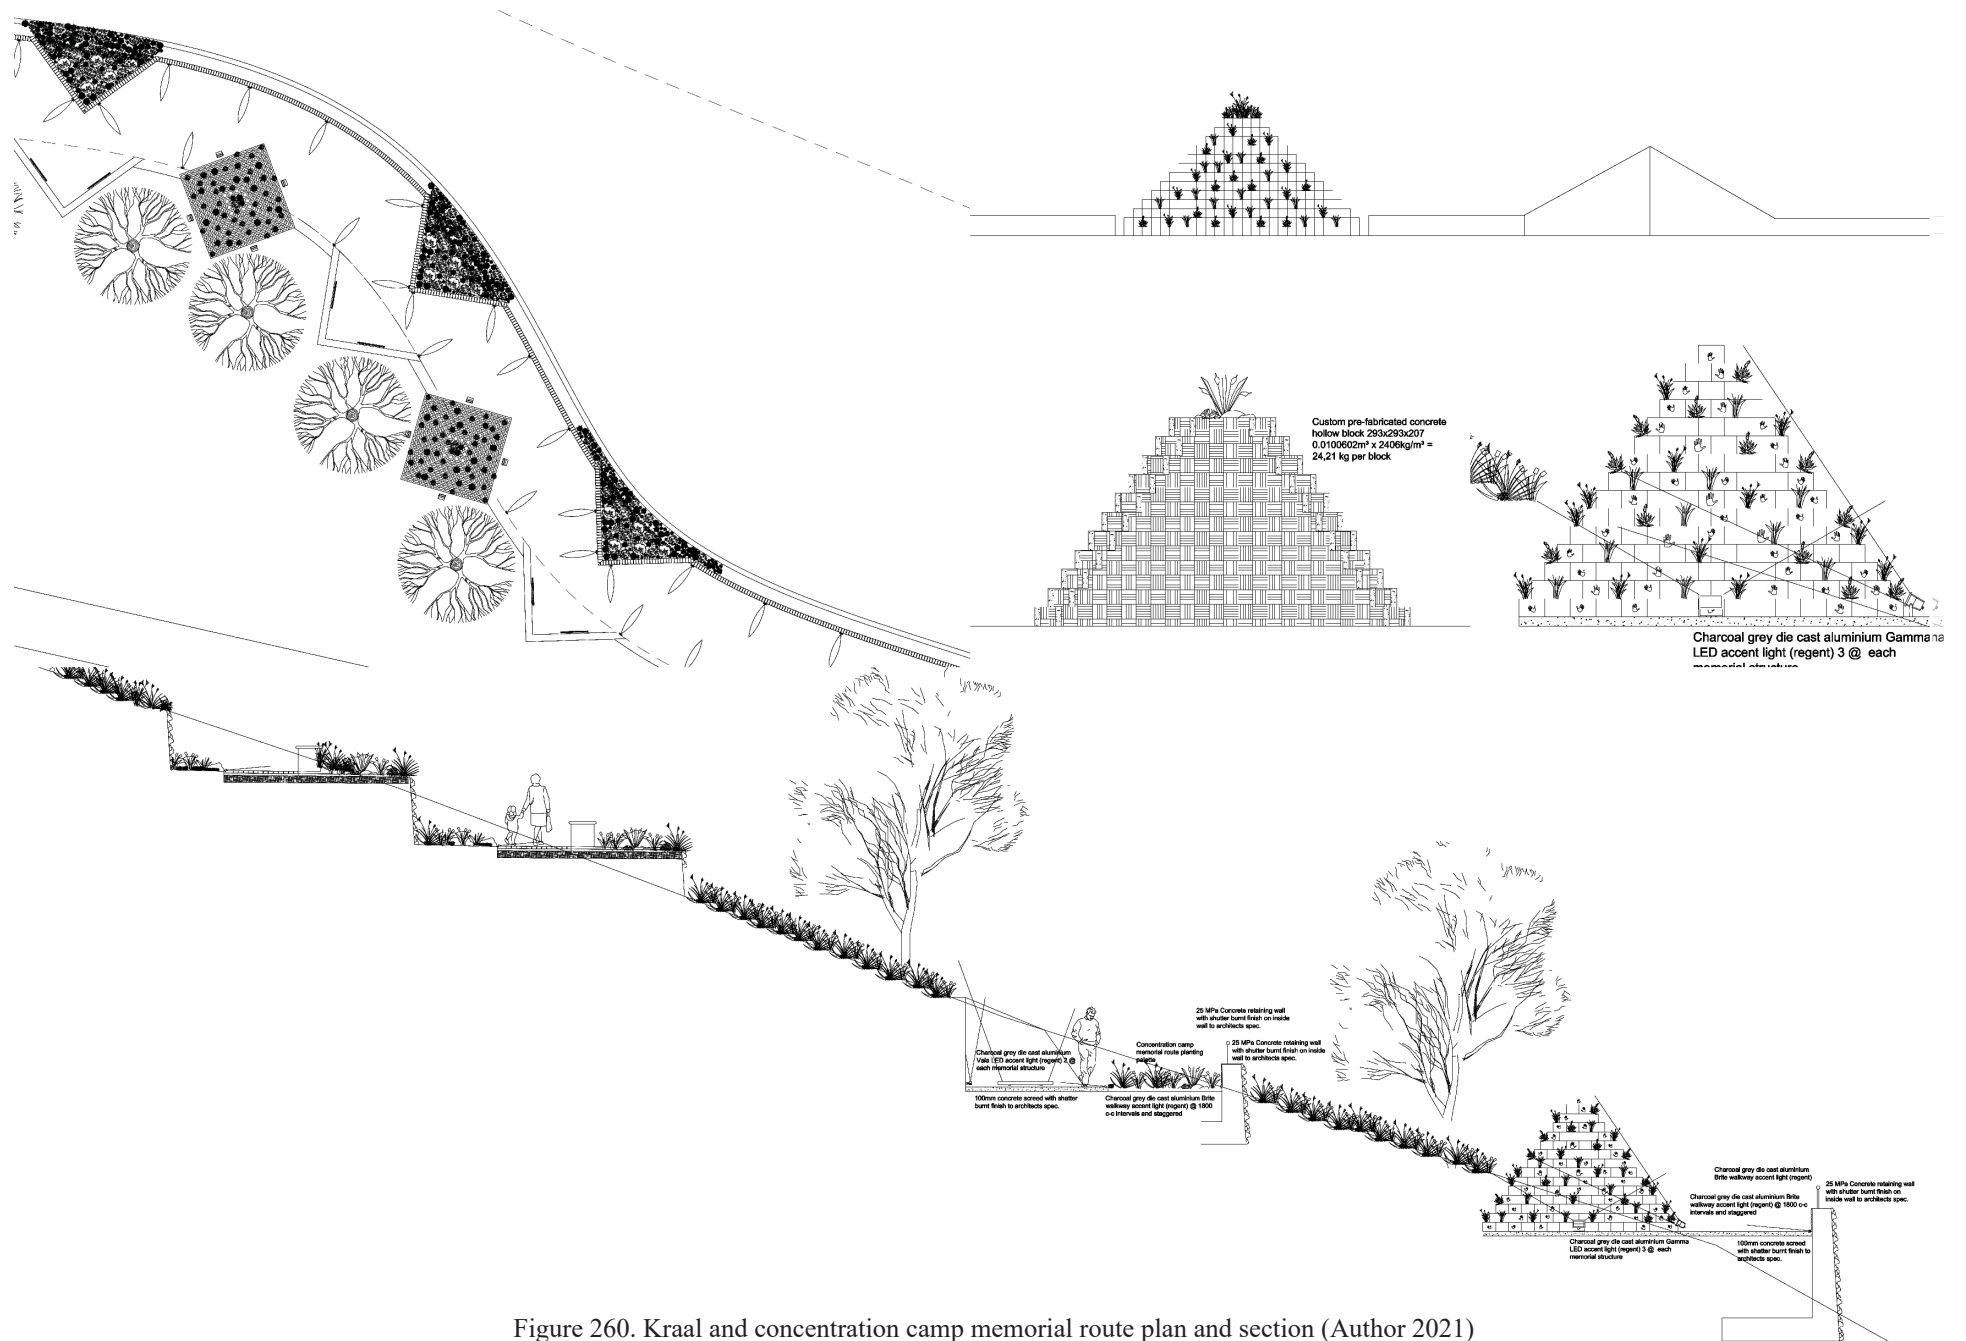 Custom pre-fabricated concrete
hollow block 293x293x207
0.0100602m³ x 2406kg/m³ =
24,21 kg per block
Charcoal grey die cast aluminium Gamma
LED accent light (regent) 3 @ each
memorial structure
25 MPa Concrete retaining wall
with shutter burnt finish on inside
wall to architects spec.
25 MPa Concrete retaining wall
with shutter burnt finish on inside
wall to architects spec.
Concentration camp
memorial route planting
palette
Charcoal grey die cast aluminium
Vala LED accent light (regent) 2 @
each memorial structure
100mm concrete screed with shatter
burnt finish to architects spec.
Charcoal grey die cast aluminium Brite
walkway accent light (regent) @ 1800
c-c intervals and staggered
Charcoal grey die cast aluminium
Brite walkway accent light (regent)
25 MPa Concrete retaining wall
with shutter burnt finish on
inside wall to architects spec.
Charcoal grey die cast aluminium Brite
walkway accent light (regent) @ 1800 c-c
intervals and staggered
Charcoal grey die cast aluminium Gamma
LED accent light (regent) 3 @ each
memorial structure
100mm concrete screed
with shatter burnt finish to
architects spec.
Figure 260. Kraal and concentration camp memorial route plan and section (Author 2021)